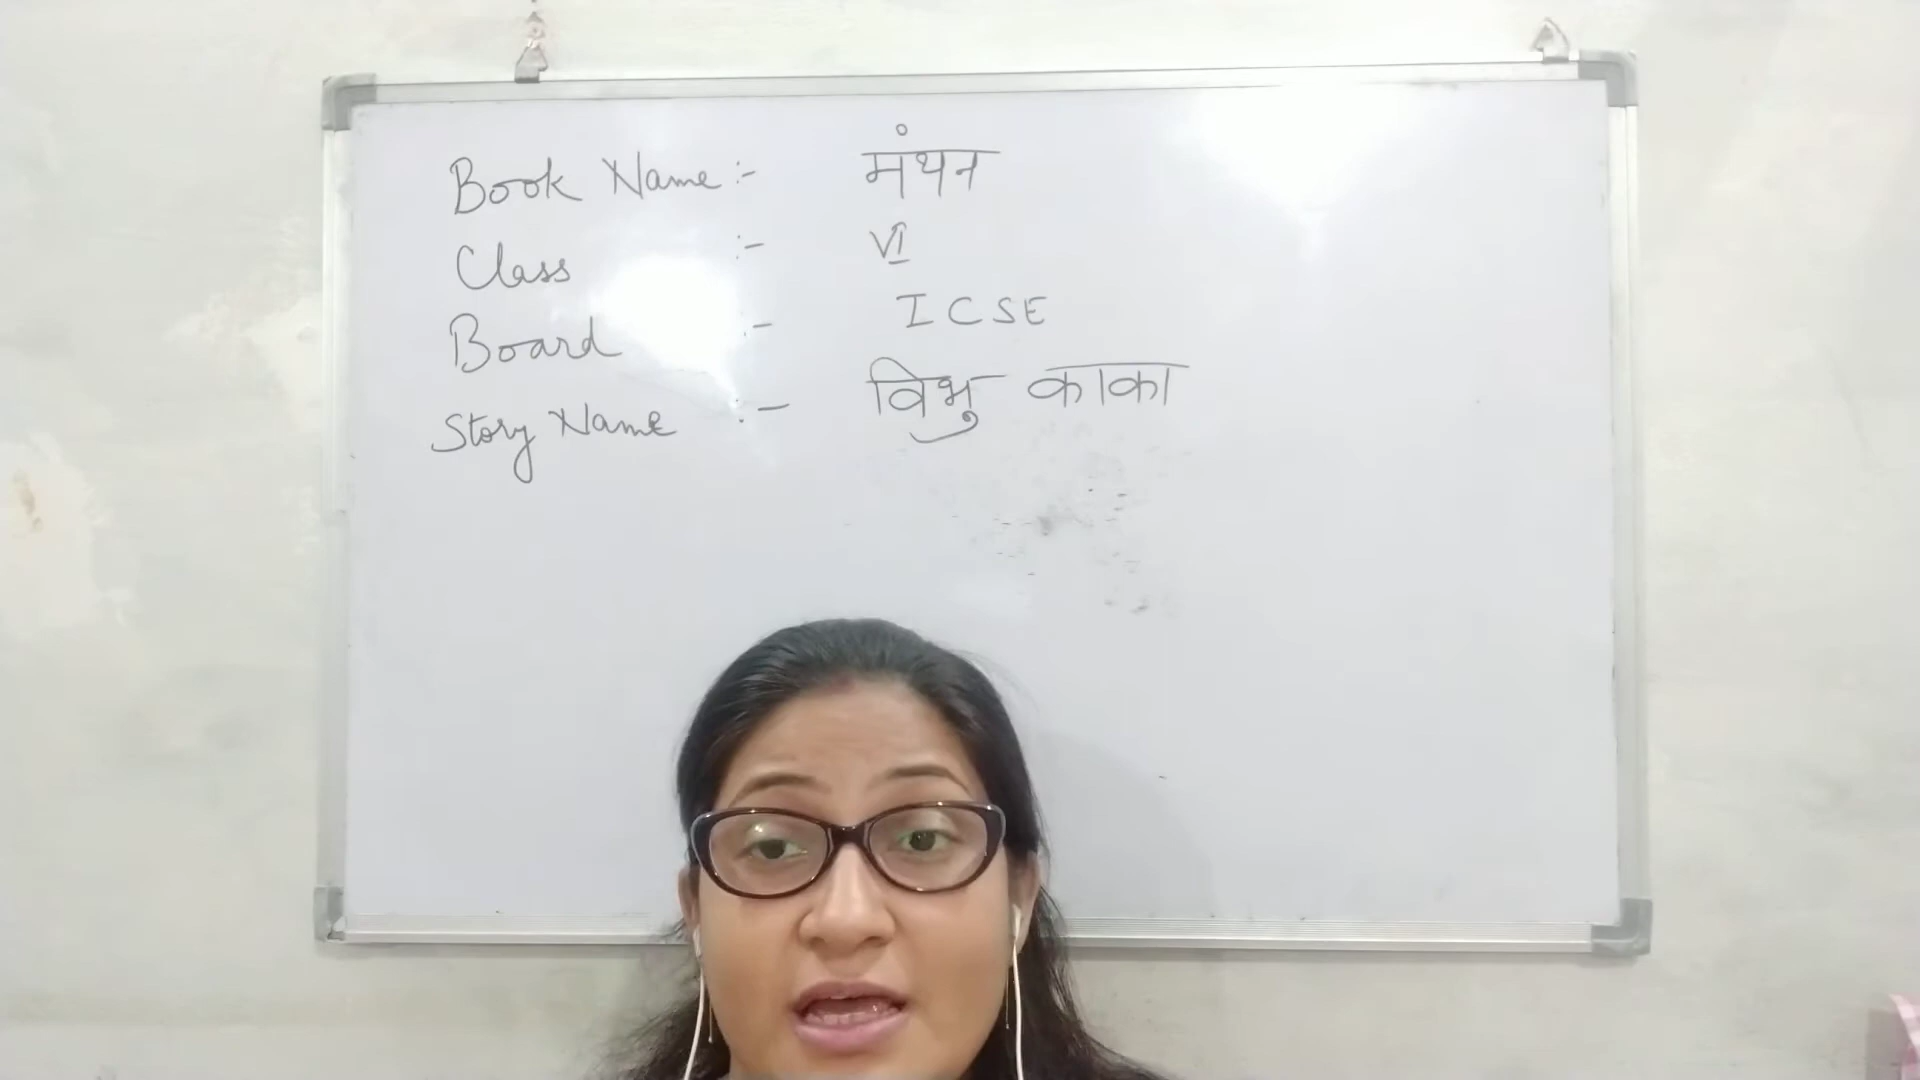 Book Name :- मंथन
Class :- VI
Board :- ICSE
Story Name :- विभु काका